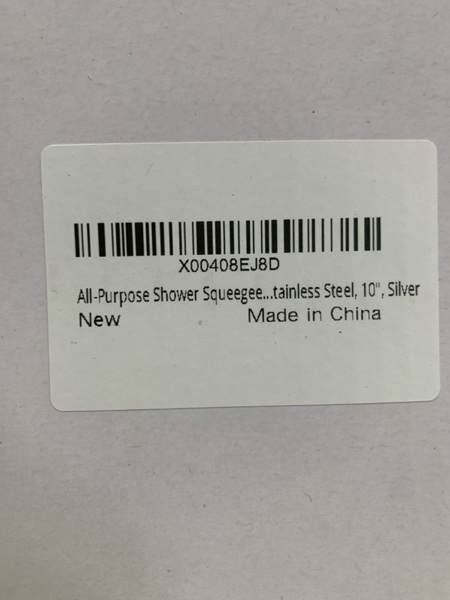 X00408EJ8D
All-Purpose Shower Squeegee...tainless Steel, 10", Silver
New Made in China